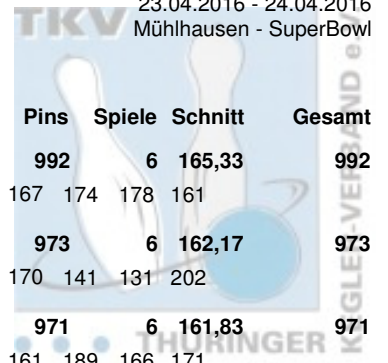 23.04.2016 - 24.04.2016
TKV
Mühlhausen - SuperBowl
Pins Spiele Schnitt Gesamt
992 6 165,33 992
167 174 178 161
973 6 162,17 973
170 141 131 202
971 6 161,83 971
161 189 166 171
THÜRINGER
KEGLER-VERBAND e.V.